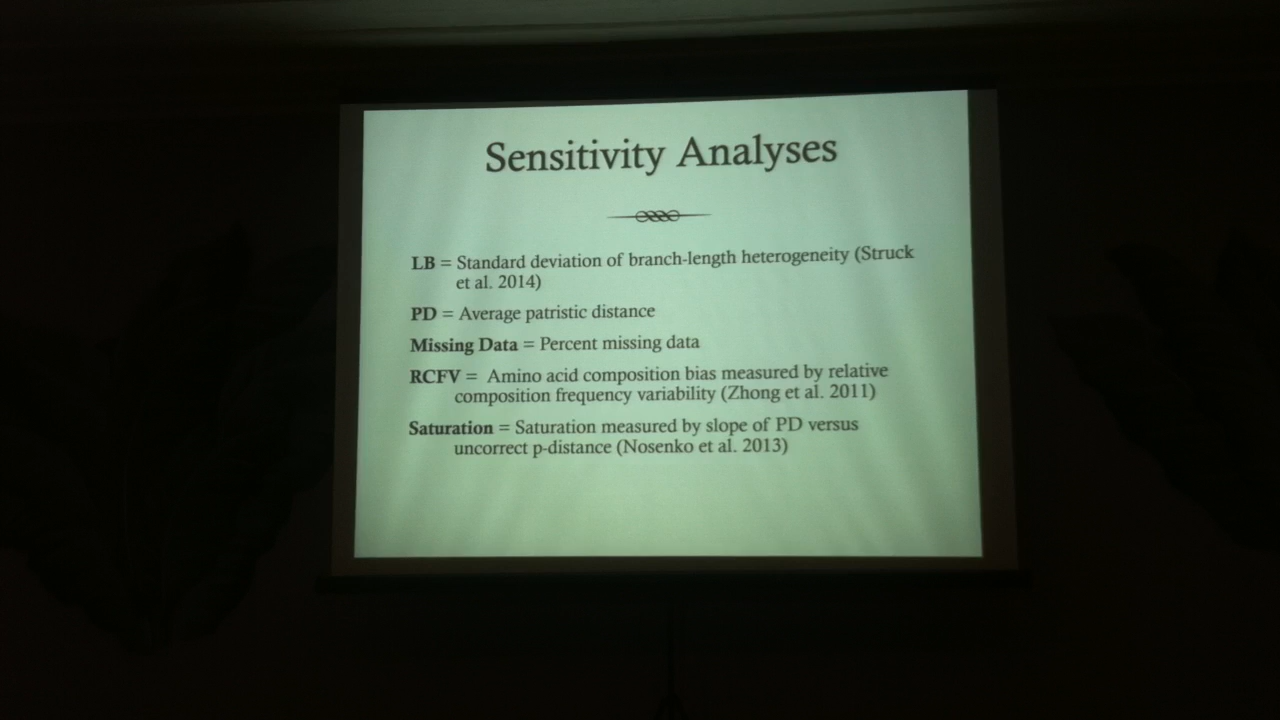 Sensitivity Analyses
LB = Standard deviation of branch-length heterogeneity (Struck
et al. 2014)
PD = Average patristic distance
Missing Data = Percent missing data
RCFV = Amino acid composition bias measured by relative
composition frequency variability (Zhong et al. 2011)
Saturation = Saturation measured by slope of PD versus
uncorrect p-distance (Nosenko et al. 2013)